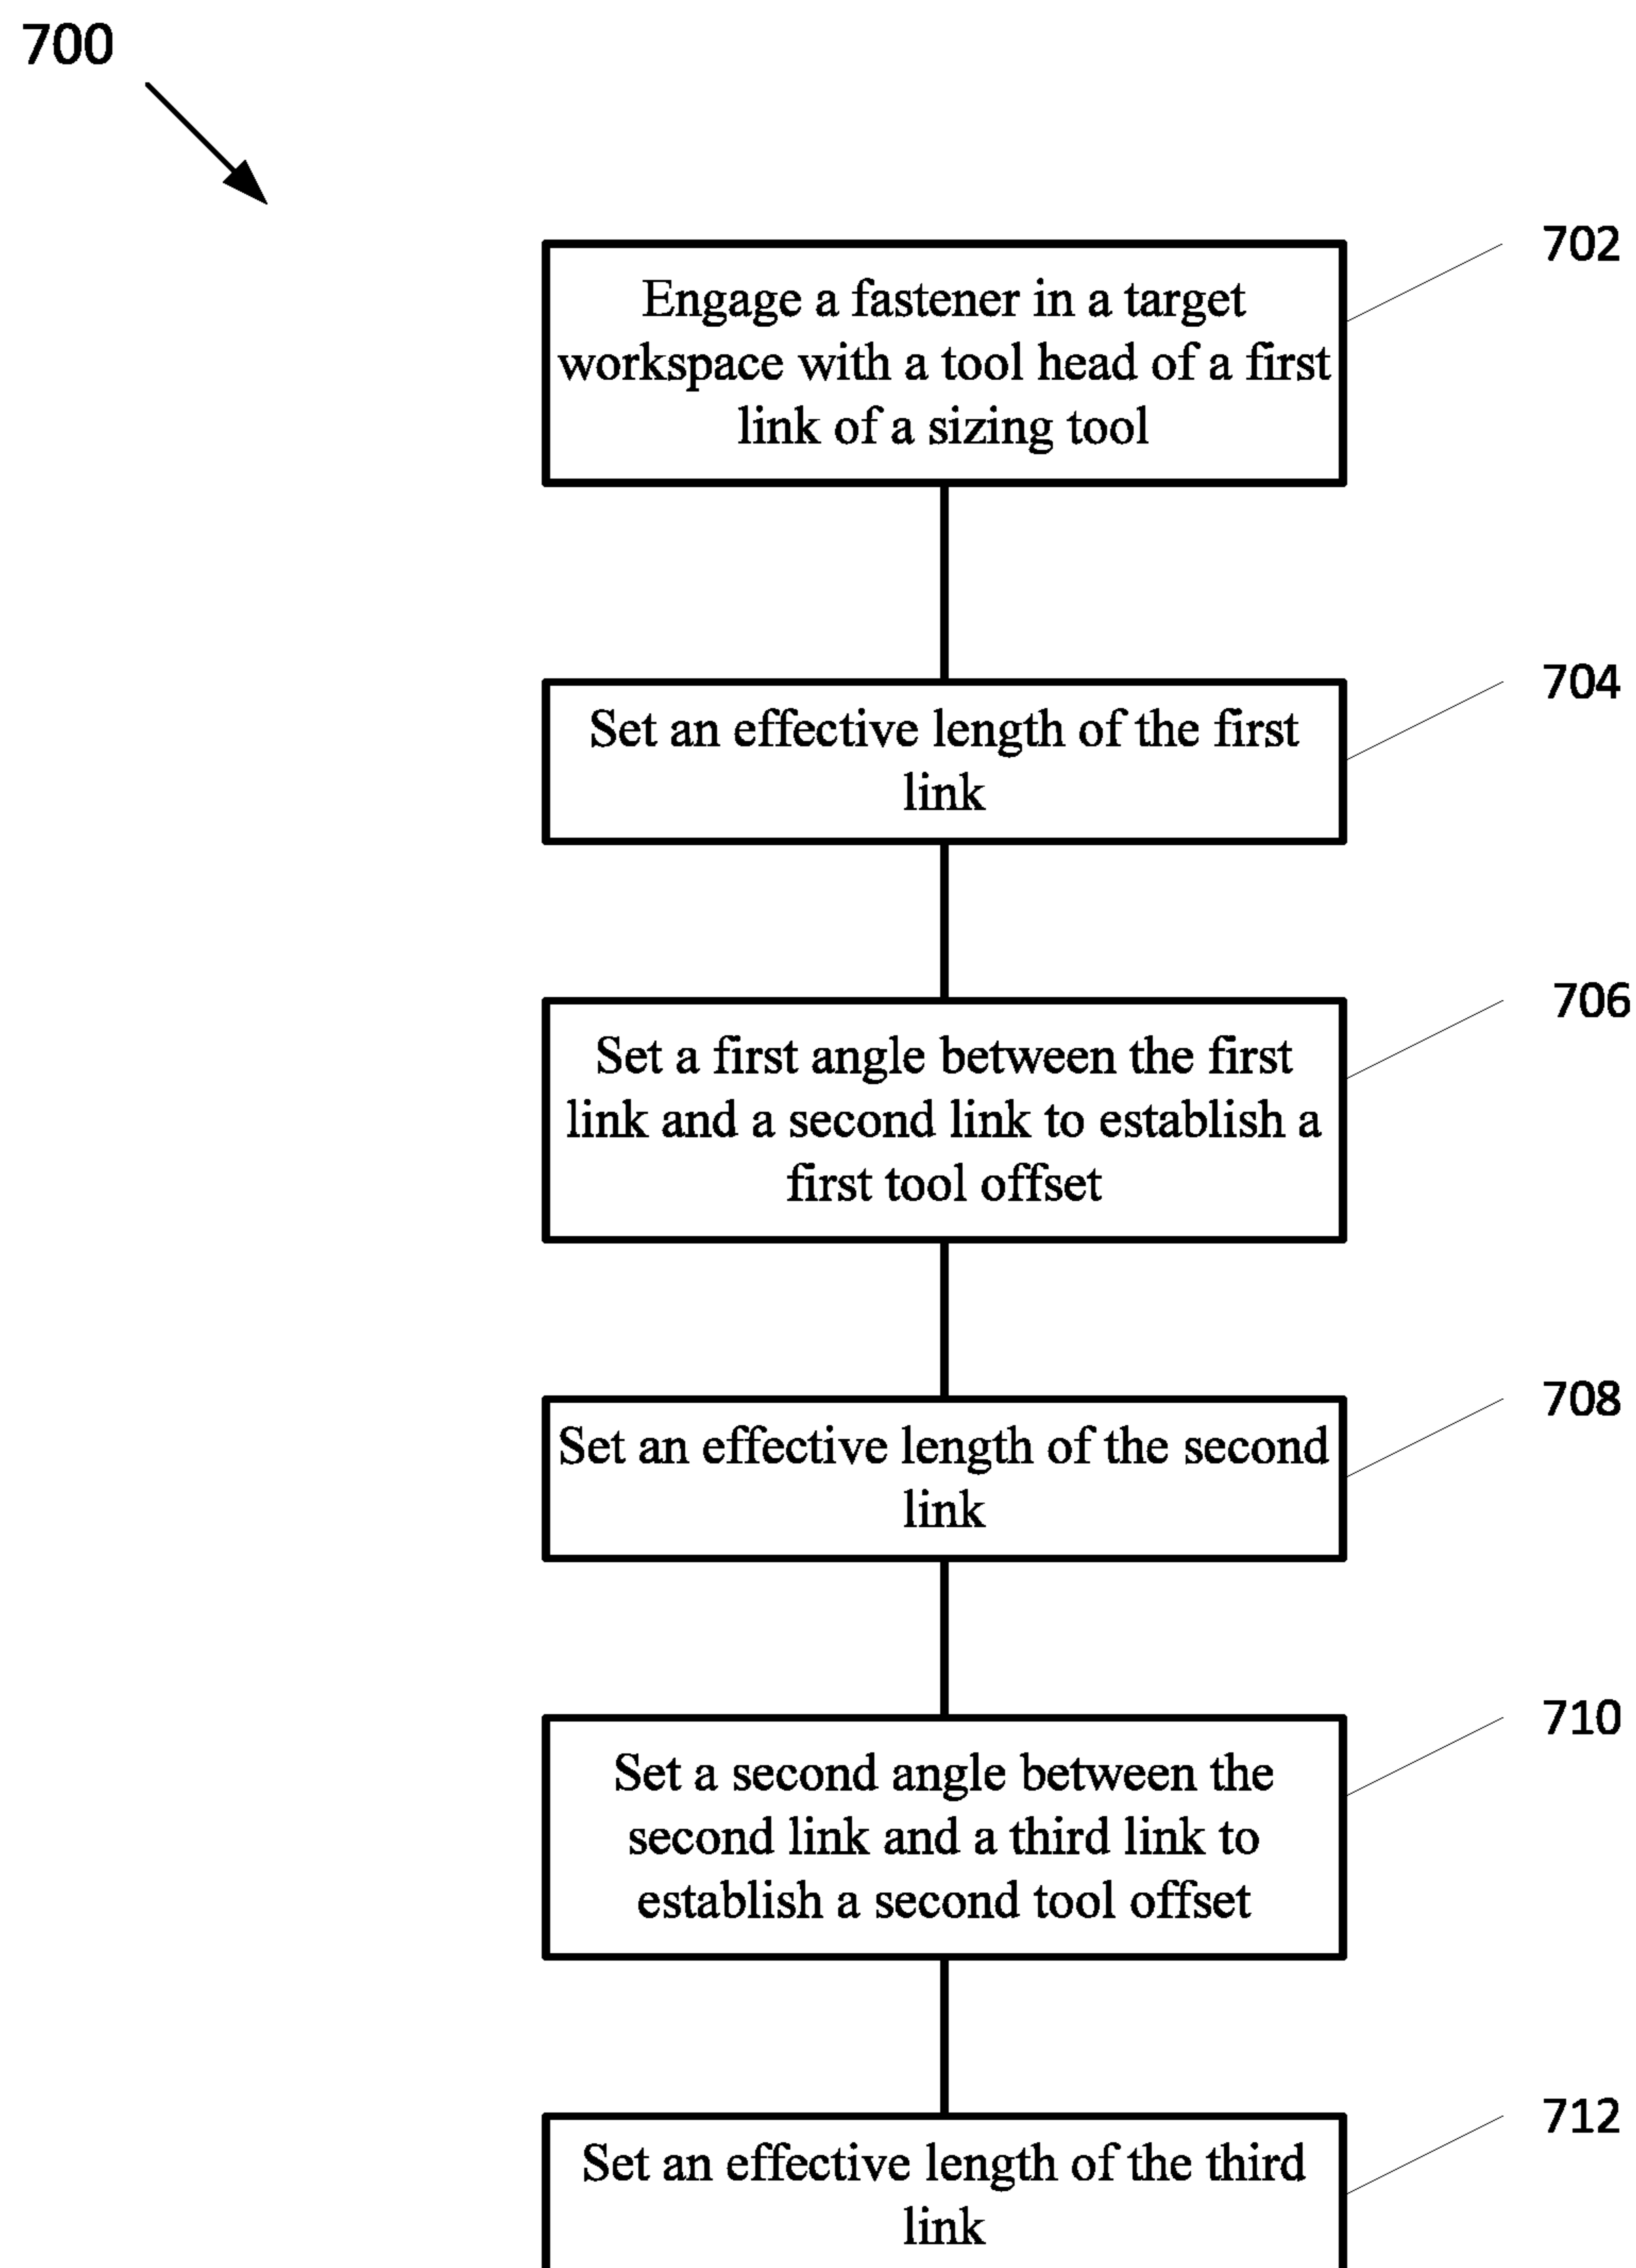 700
702
Engage a fastener in a target
workspace with a tool head of a first
link of a sizing tool
704
Set an effective length of the first
link
706
Set a first angle between the first
link and a second link to establish a
first tool offset
708
Set an effective length of the second
link
710
Set a second angle between the
second link and a third link to
establish a second tool offset
712
Set an effective length of the third
link